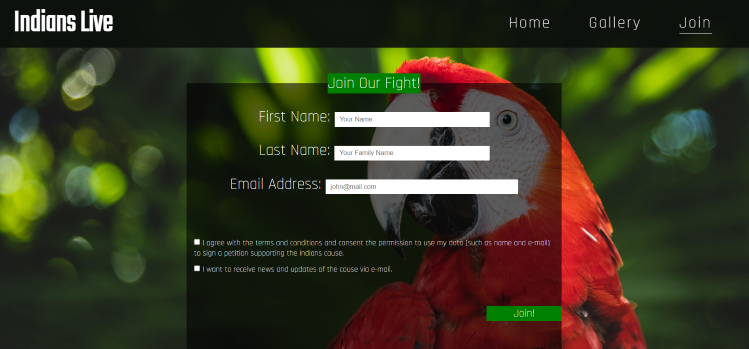 Indians Live
Home
Gallery
Join
Join Our Fight!
First Name:
Your Name
Last Name:
Your Family Name
Email Address:
john@mail.com
I agree with the terms and conditions and consent the permission to use my data (such as name and e-mail)
to sign a petition supporting the indians cause.
I want to receive news and updates of the cause via e-mail.
Join!